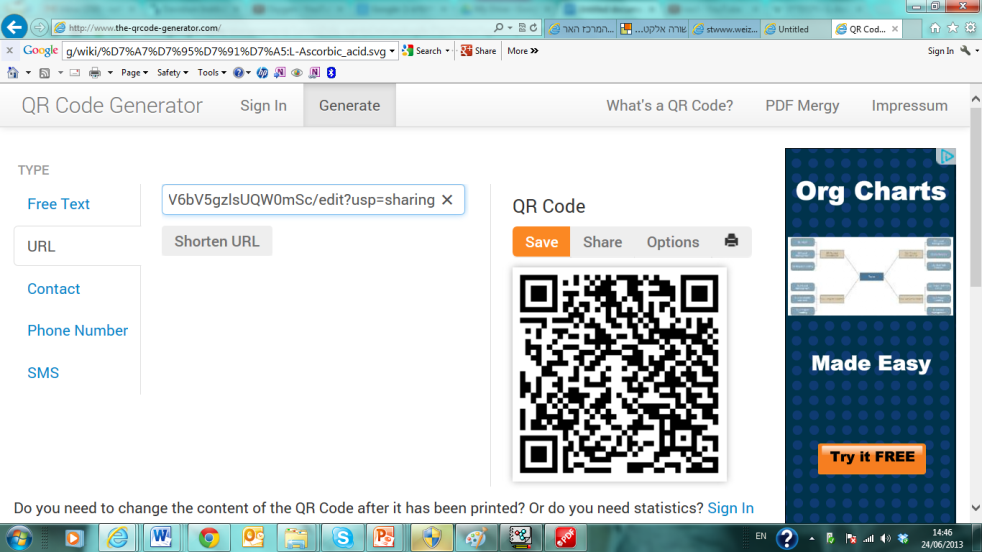 http://www.the-qrcode-generator.com/
המרכז האר...
שורה אלקט...
stwww.weiz...
Untitled
QR Cod...
Google g/wiki/%D7%A7%D7%95%D7%91%D7%A5:L-Ascorbic_acid.svg Search Share More »
Sign In
Page Safety Tools
QR Code Generator Sign In Generate What's a QR Code? PDF Mergy Impressum
TYPE
Free Text
URL
Contact
Phone Number
SMS
V6bV5gzlsUQW0mSc/edit?usp=sharing
Shorten URL
QR Code
Save Share Options
Org Charts
Made Easy
Try it FREE
Do you need to change the content of the QR Code after it has been printed? Or do you need statistics? Sign In
EN
14:46
24/06/2013